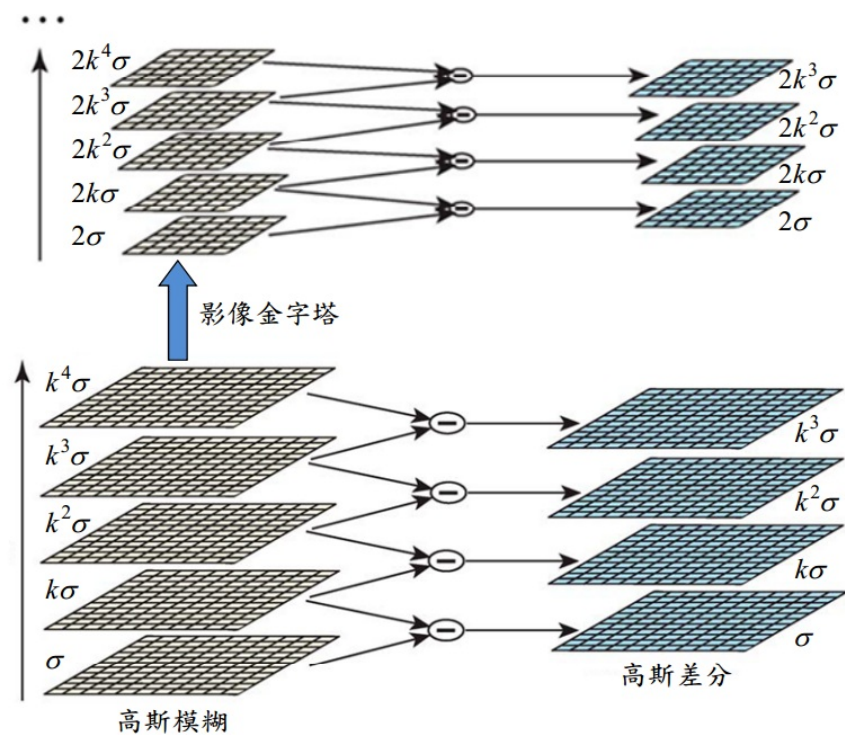 ...
2k⁴σ
2k³σ
2k²σ
2kσ
2σ
2k³σ
2k²σ
2kσ
2σ
影像金字塔
k⁴σ
k³σ
k²σ
kσ
σ
k³σ
k²σ
kσ
σ
高斯模糊
高斯差分